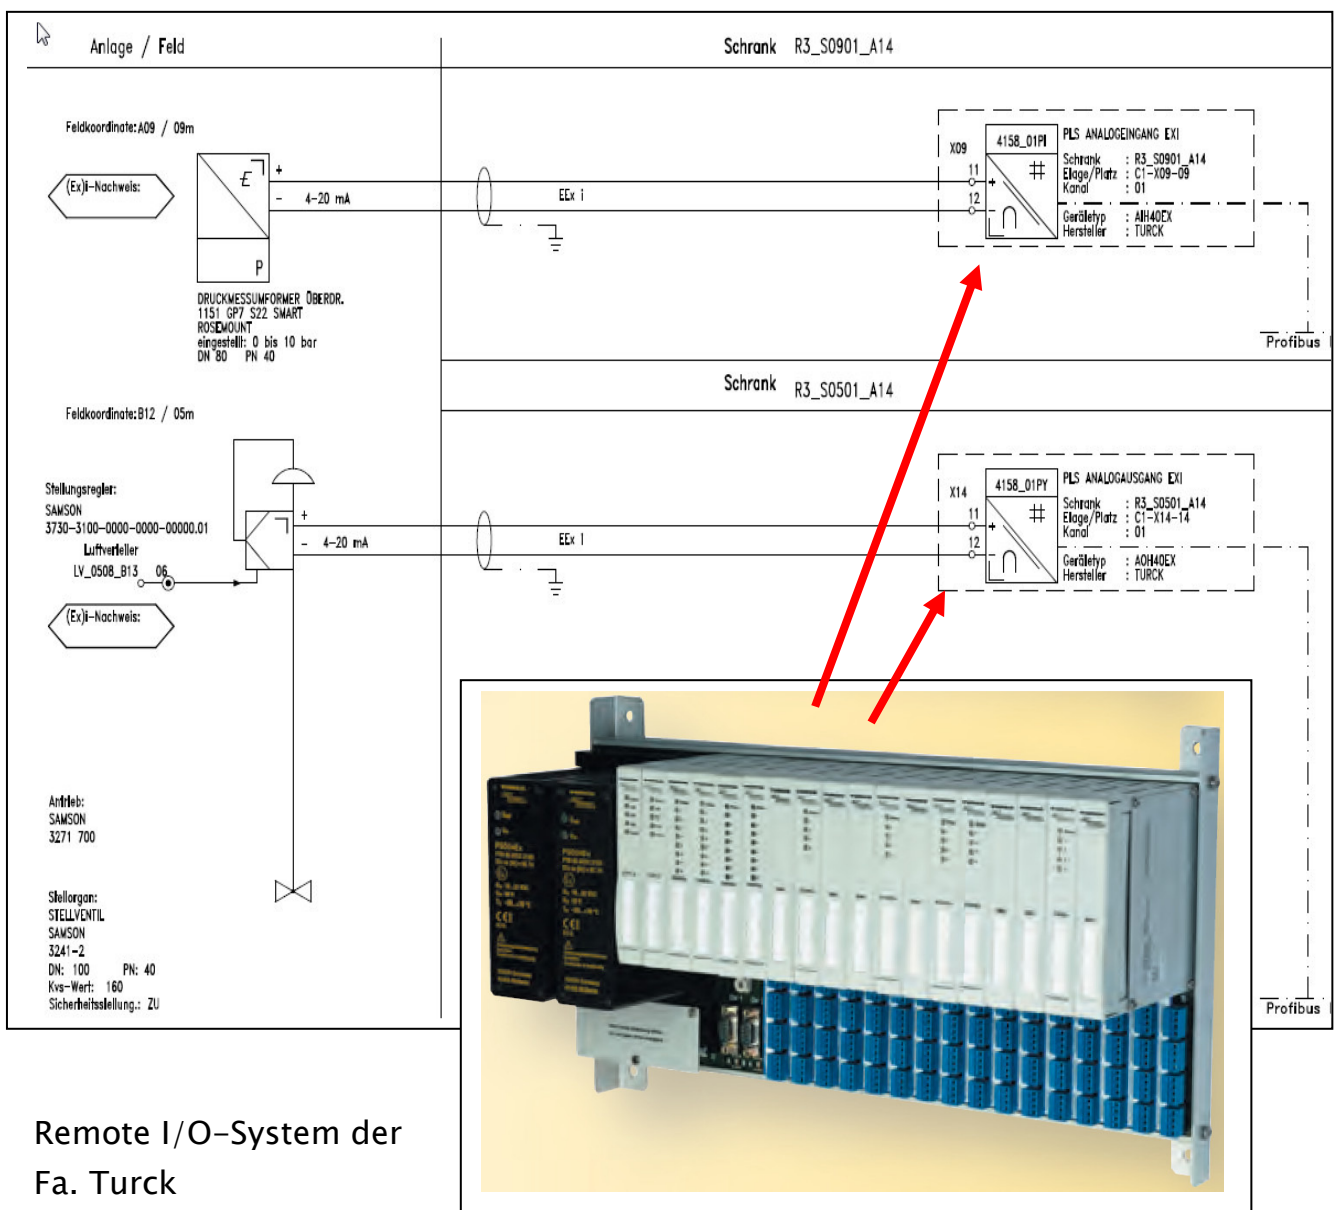 Anlage / Feld
Schrank R3_S0901_A14
Feldkoordinate:A09 / 09m
(Ex)i-Nachweis:
E
+
-
4-20 mA
P
DRUCKMESSUMFORMER ÜBERDR.
1151 GP7 S22 SMART
ROSEMOUNT
eingestellt: 0 bis 10 bar
DN 80 PN 40
EEx i
X09
11
12
4158_01PI
#
+
-
PLS ANALOGEINGANG EXI
Schrank : R3_S0901_A14
Elage/Platz : C1-X09-09
Kanal : 01
Gerätetyp : AIH40EX
Hersteller : TURCK
Profibus
Schrank R3_S0501_A14
Feldkoordinate:B12 / 05m
Stellungsregler:
SAMSON
3730-3100-0000-0000-00000.01
Luftverteiler
LV_0508_B13 06
+
-
4-20 mA
(Ex)i-Nachweis:
EEx i
X14
11
12
4158_01PY
#
+
-
PLS ANALOGAUSGANG EXI
Schrank : R3_S0501_A14
Elage/Platz : C1-X14-14
Kanal : 01
Gerätetyp : AOH40EX
Hersteller : TURCK
Antrieb:
SAMSON
3271 700
Stellorgan:
STELLVENTIL
SAMSON
3241-2
DN: 100 PN: 40
Kvs-Wert: 160
Sicherheitsstellung.: ZU
Profibus
Remote I/O-System der
Fa. Turck